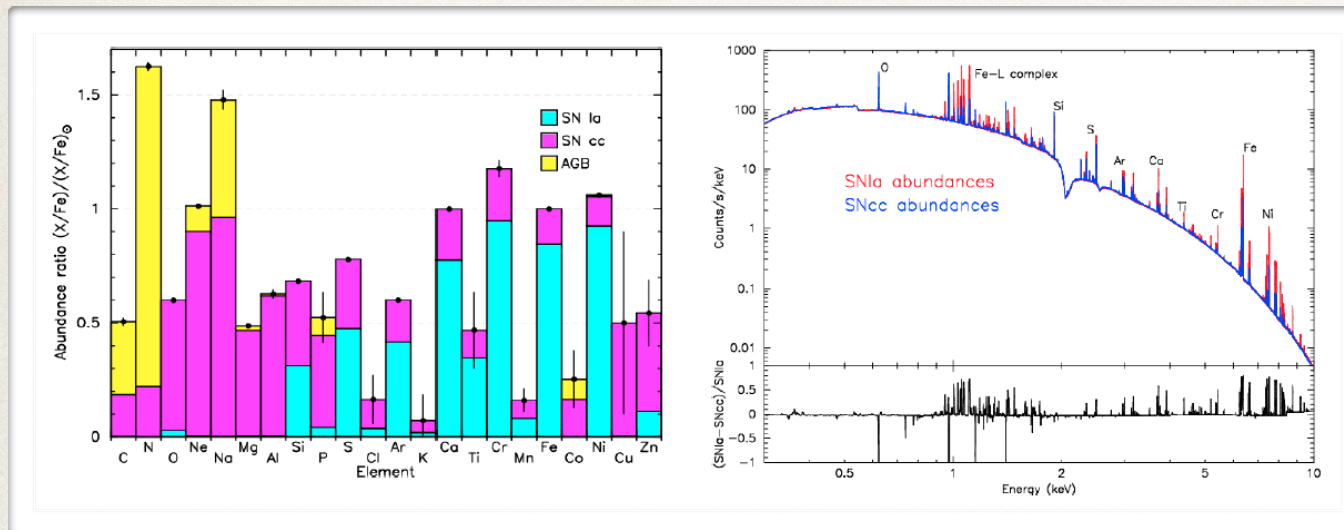 Abundance ratio (X/Fe)/(X/Fe)⊙
1.5
1
0.5
0
SN Ia
SN cc
AGB
C N O Ne Na Mg Al Si P S Cl Ar K Ca Ti Cr Mn Fe Co Ni Cu Zn
Element
Counts/s/keV
1000
100
10
1
0.1
0.01
O
Fe-L complex
Si
S
Ar
Ca
Ti
Cr
Fe
Ni
SNIa abundances
SNcc abundances
(SNIa-SNcc)/SNIa
1
0.5
0
-0.5
-1
0.5 1 2 5 10
Energy (keV)